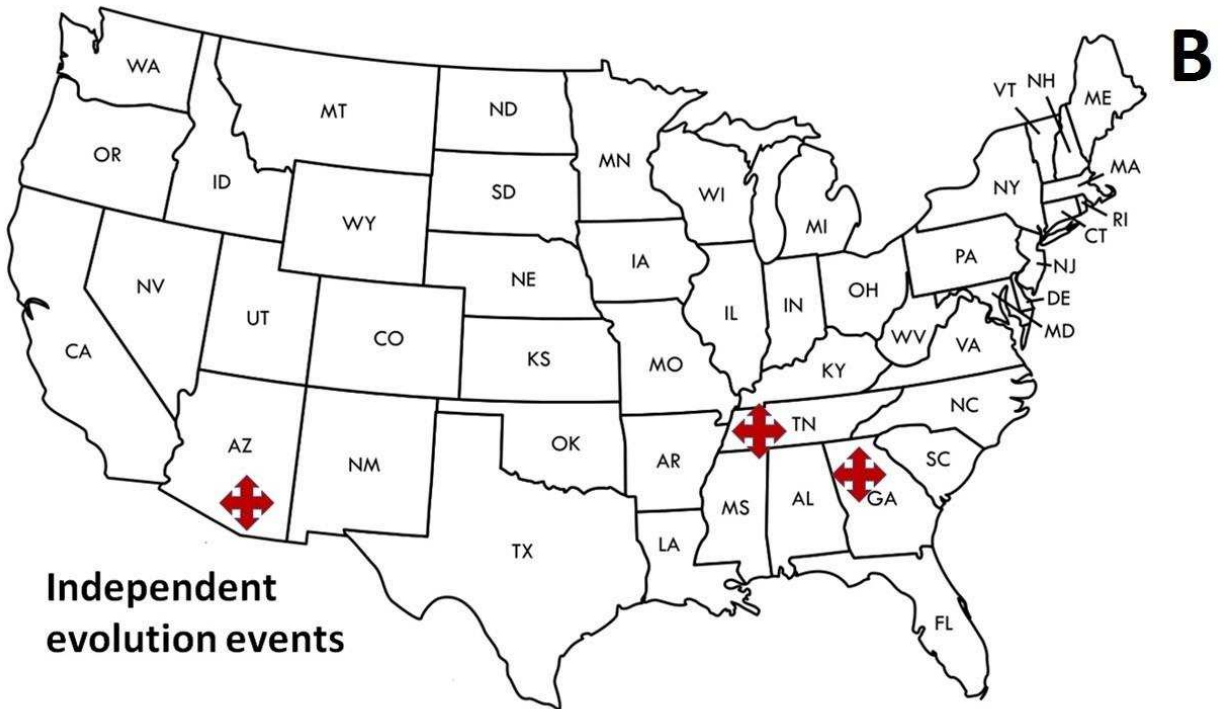 B
WA
MT
ND
MN
VT
NH
ME
OR
ID
SD
WI
MI
NY
MA
WY
RI
CT
NV
UT
NE
IA
PA
NJ
CA
CO
IL
IN
OH
DE
MD
KS
MO
KY
WV
VA
AZ
NM
OK
AR
TN
NC
SC
MS
AL
GA
TX
LA
FL
Independent
evolution events